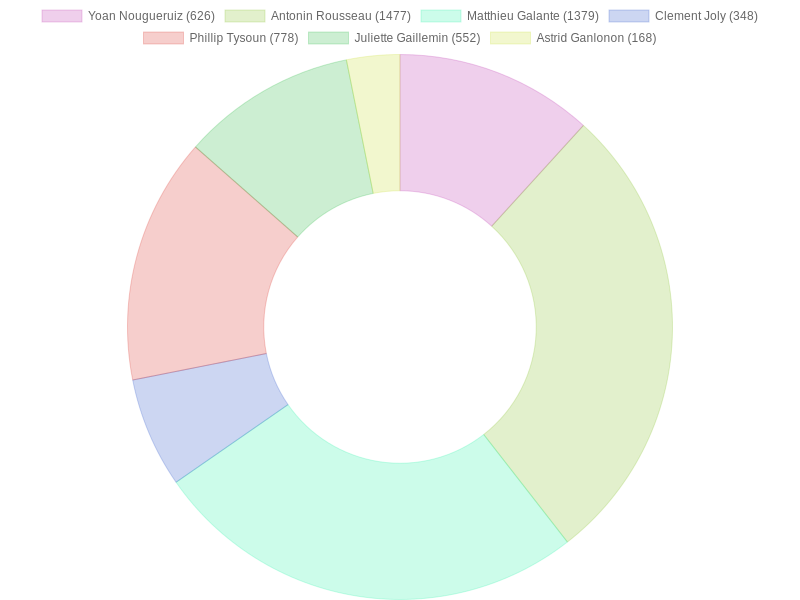 Yoan Nougueruiz (626) Antonin Rousseau (1477) Matthieu Galante (1379) Clement Joly (348)
Phillip Tysoun (778) Juliette Gaillemin (552) Astrid Ganlonon (168)